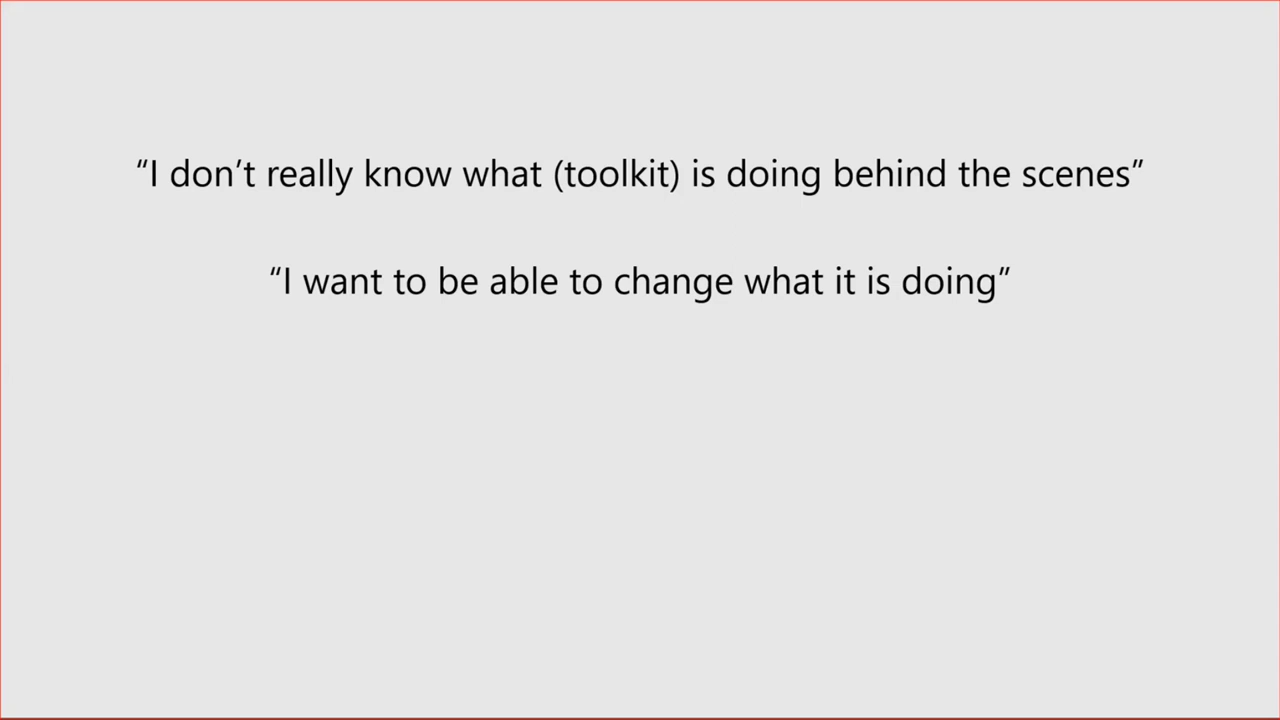 “I don’t really know what (toolkit) is doing behind the scenes”
“I want to be able to change what it is doing”